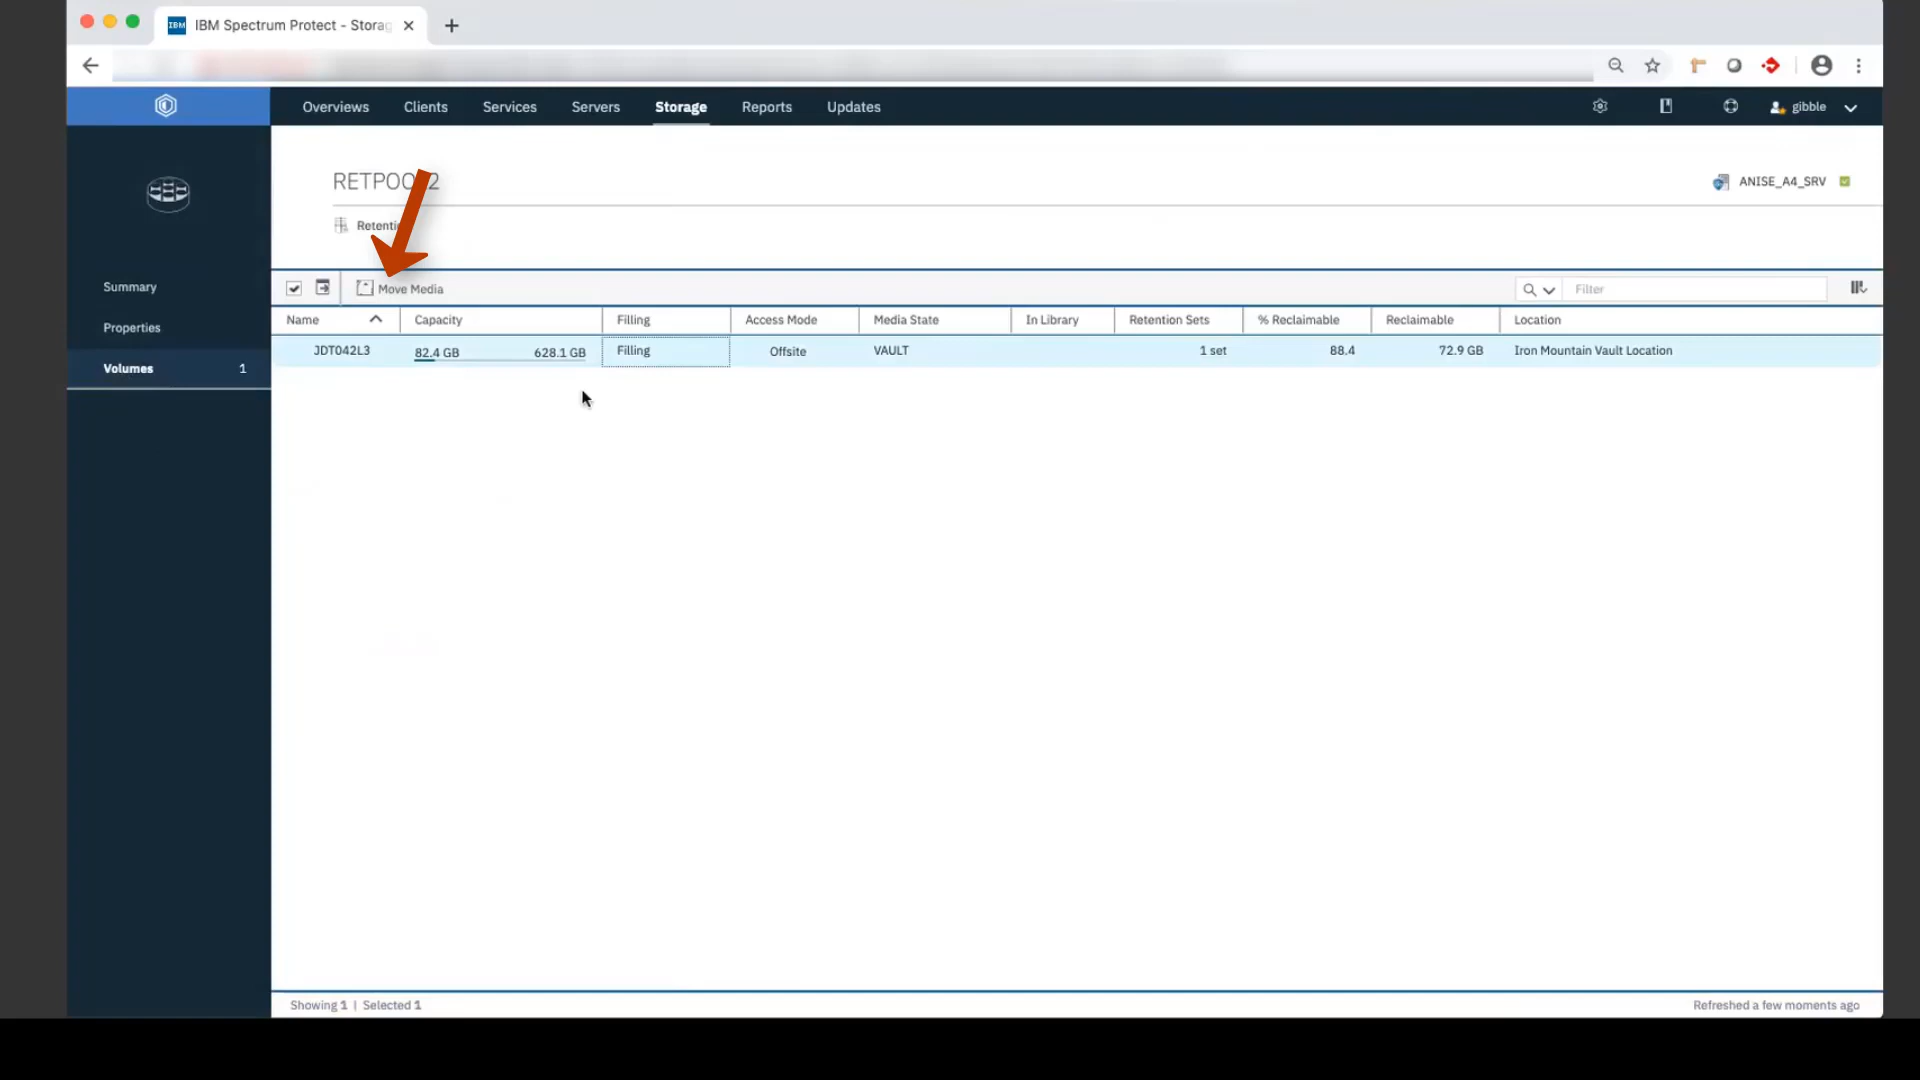 IBM IBM Spectrum Protect - Storag
Overviews Clients Services Servers Storage Reports Updates gibble
RETPOO 2
ANISE_A4_SRV
Retenti
Summary
Properties
Volumes 1
Move Media
Filter
Name Capacity Filling Access Mode Media State In Library Retention Sets % Reclaimable Reclaimable Location
JDT042L3 82.4 GB 628.1 GB Filling Offsite VAULT 1 set 88.4 72.9 GB Iron Mountain Vault Location
Showing 1 | Selected 1
Refreshed a few moments ago